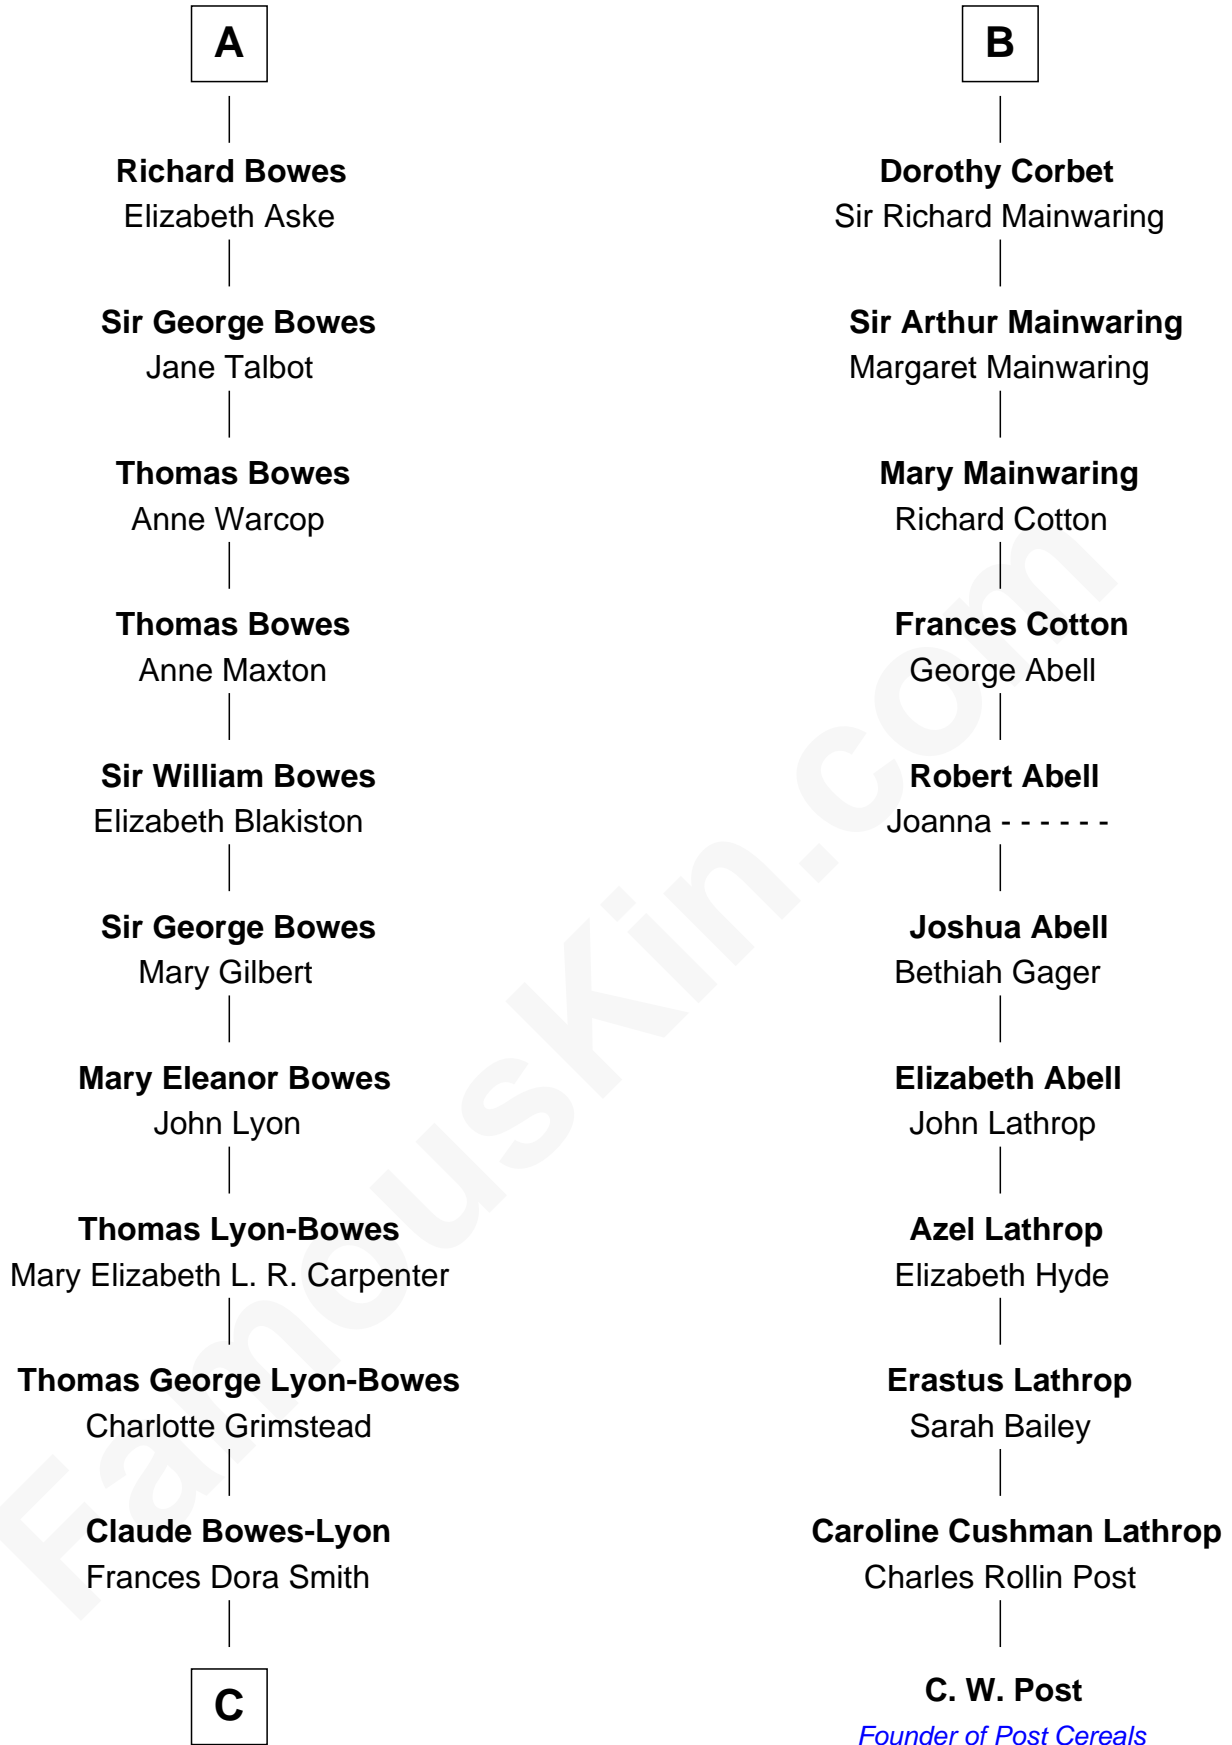 A
Richard Bowes
Elizabeth Aske
Sir George Bowes
Jane Talbot
Thomas Bowes
Anne Warcop
Thomas Bowes
Anne Maxton
Sir William Bowes
Elizabeth Blakiston
Sir George Bowes
Mary Gilbert
Mary Eleanor Bowes
John Lyon
Thomas Lyon-Bowes
Mary Elizabeth L. R. Carpenter
Thomas George Lyon-Bowes
Charlotte Grimstead
Claude Bowes-Lyon
Frances Dora Smith
C
B
Dorothy Corbet
Sir Richard Mainwaring
Sir Arthur Mainwaring
Margaret Mainwaring
Mary Mainwaring
Richard Cotton
Frances Cotton
George Abell
Robert Abell
Joanna - - - - - -
Joshua Abell
Bethiah Gager
Elizabeth Abell
John Lathrop
Azel Lathrop
Elizabeth Hyde
Erastus Lathrop
Sarah Bailey
Caroline Cushman Lathrop
Charles Rollin Post
C. W. Post
Founder of Post Cereals
FamousKin.com